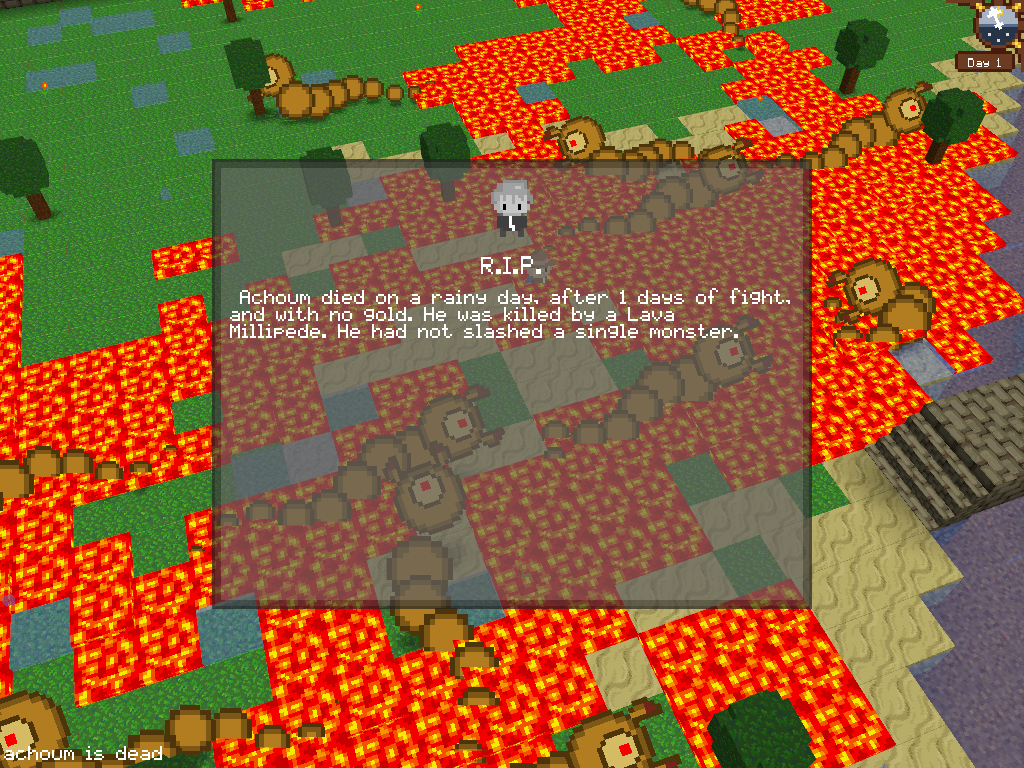 Day 1
R.I.P.
Achoum died on a rainy day, after 1 days of fight,
and with no gold. He was killed by a Lava
Millipede. He had not slashed a single monster.
achoum is dead